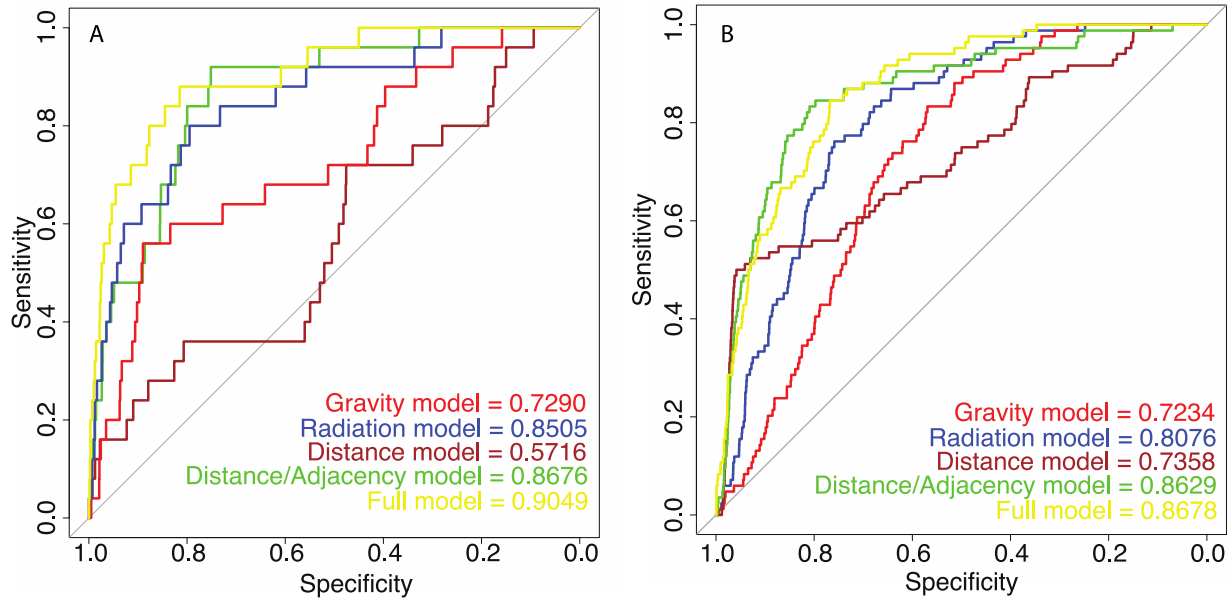 A
1.0
0.8
0.6
0.4
0.2
0.0
Sensitivity
Gravity model = 0.7290
Radiation model = 0.8505
Distance model = 0.5716
Distance/Adjacency model = 0.8676
Full model = 0.9049
1.0 0.8 0.6 0.4 0.2 0.0
Specificity
B
1.0
0.8
0.6
0.4
0.2
0.0
Sensitivity
Gravity model = 0.7234
Radiation model = 0.8076
Distance model = 0.7358
Distance/Adjacency model = 0.8629
Full model = 0.8678
1.0 0.8 0.6 0.4 0.2 0.0
Specificity